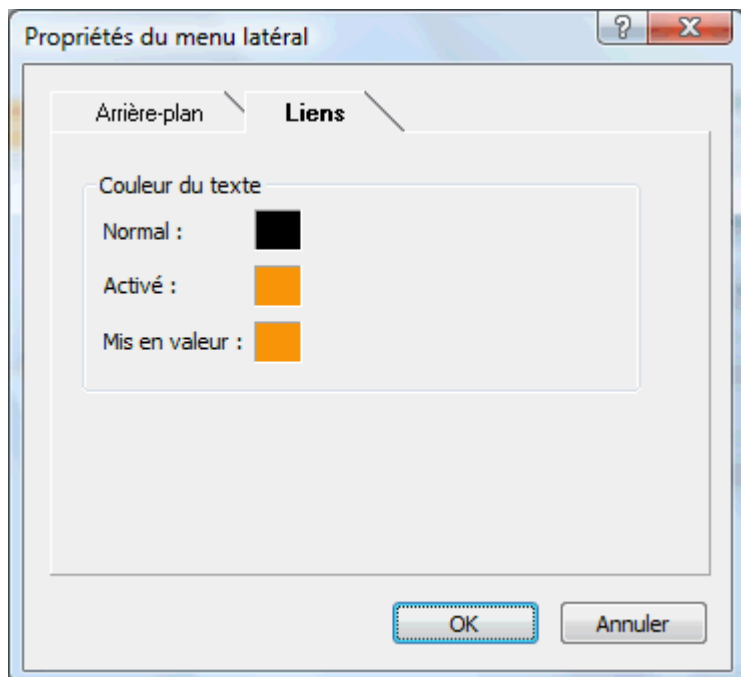 Propriétés du menu latéral
?
Arrière-plan Liens
Couleur du texte
Normal :
Activé :
Mis en valeur :
OK Annuler